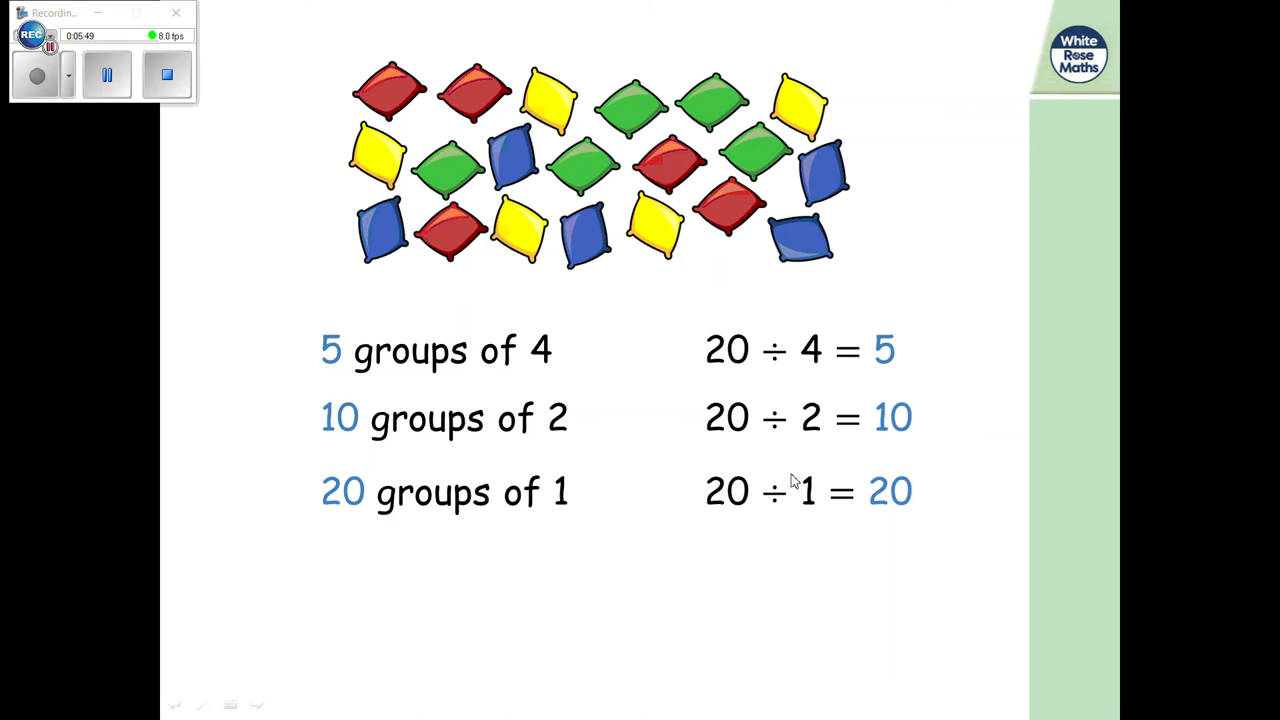 Recordin...
REC
0:05:49
8.0 fps
White
Rose
Maths
5 groups of 4
20 ÷ 4 = 5
10 groups of 2
20 ÷ 2 = 10
20 groups of 1
20 ÷ 1 = 20